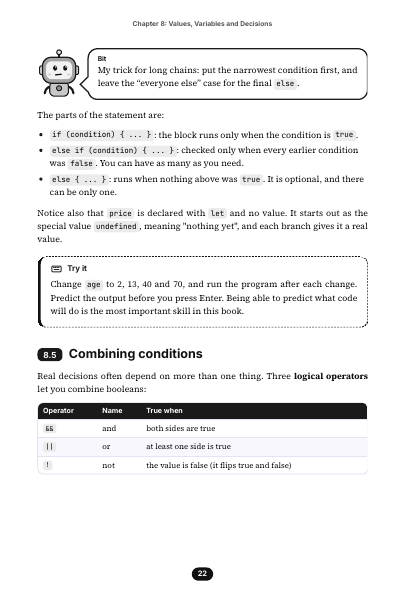 Chapter 8: Values, Variables and Decisions
Bit
My trick for long chains: put the narrowest condition first, and
leave the “everyone else” case for the final else.
The parts of the statement are:
• if (condition) { ... }: the block runs only when the condition is true.
• else if (condition) { ... }: checked only when every earlier condition
was false. You can have as many as you need.
• else { ... }: runs when nothing above was true. It is optional, and there
can be only one.
Notice also that price is declared with let and no value. It starts out as the
special value undefined, meaning "nothing yet", and each branch gives it a real
value.
Try it
Change age to 2, 13, 40 and 70, and run the program after each change.
Predict the output before you press Enter. Being able to predict what code
will do is the most important skill in this book.
8.5 Combining conditions
Real decisions often depend on more than one thing. Three logical operators
let you combine booleans:
Operator Name True when
&& and both sides are true
|| or at least one side is true
! not the value is false (it flips true and false)
22